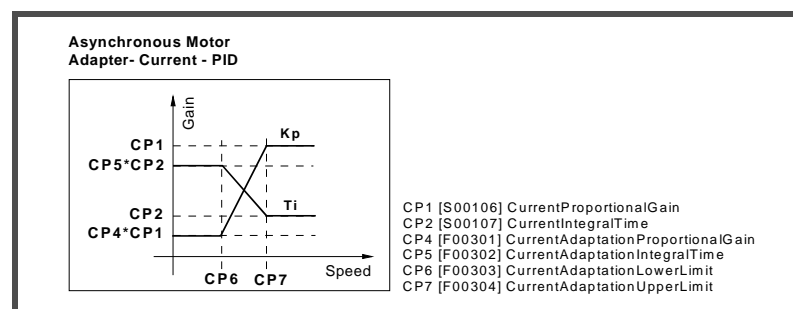 Asynchronous Motor
Adapter- Current - PID
Gain
CP1
Kp
CP5*CP2
CP2
Ti
CP4*CP1
CP6 CP7
Speed
CP1 [S00106] CurrentProportionalGain
CP2 [S00107] CurrentIntegralTime
CP4 [F00301] CurrentAdaptationProportionalGain
CP5 [F00302] CurrentAdaptationIntegralTime
CP6 [F00303] CurrentAdaptationLowerLimit
CP7 [F00304] CurrentAdaptationUpperLimit